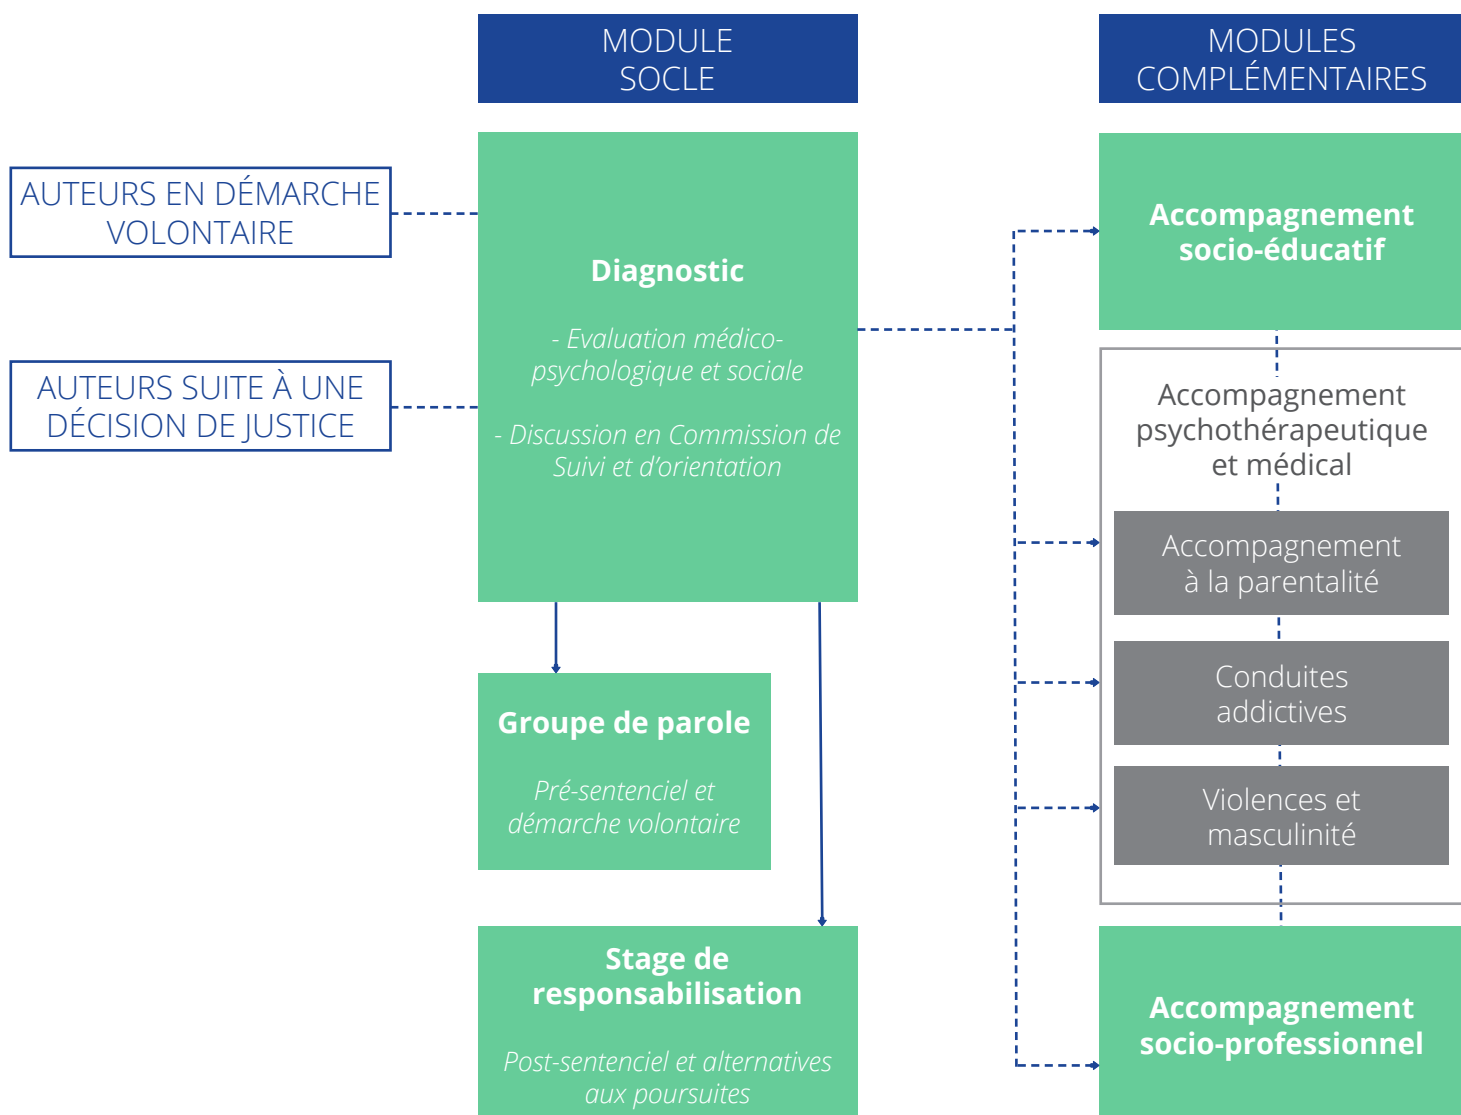 MODULE
SOCLE
MODULES
COMPLÉMENTAIRES
AUTEURS EN DÉMARCHE
VOLONTAIRE
AUTEURS SUITE À UNE
DÉCISION DE JUSTICE
Diagnostic
- Evaluation médico-
psychologique et sociale
- Discussion en Commission de
Suivi et d'orientation
Groupe de parole
Pré-sentenciel et
démarche volontaire
Stage de
responsabilisation
Post-sentenciel et alternatives
aux poursuites
Accompagnement
socio-éducatif
Accompagnement
psychothérapeutique
et médical
Accompagnement
à la parentalité
Conduites
addictives
Violences et
masculinité
Accompagnement
socio-professionnel